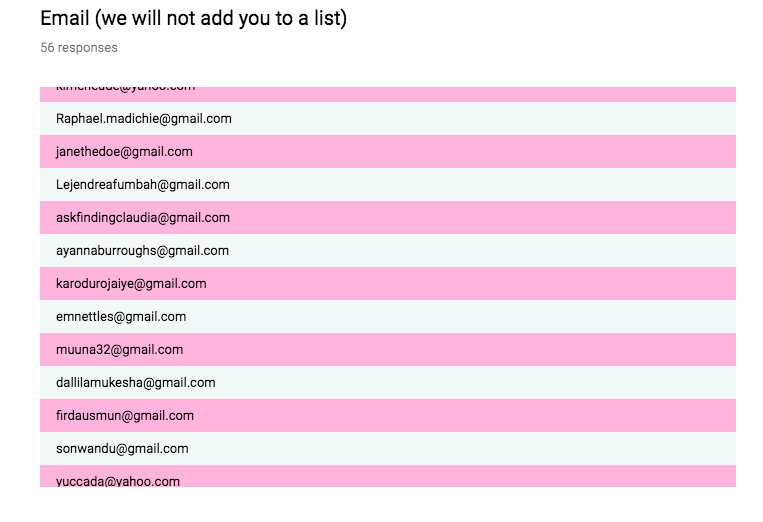 Email (we will not add you to a list)
56 responses
Raphael.madichie@gmail.com
janethedoe@gmail.com
Lejendreafumbah@gmail.com
askfindingclaudia@gmail.com
ayannaburroughs@gmail.com
karodurojaiye@gmail.com
emnettles@gmail.com
muuna32@gmail.com
dallilamukesha@gmail.com
firdausmun@gmail.com
sonwandu@gmail.com
yuccada@yahoo.com